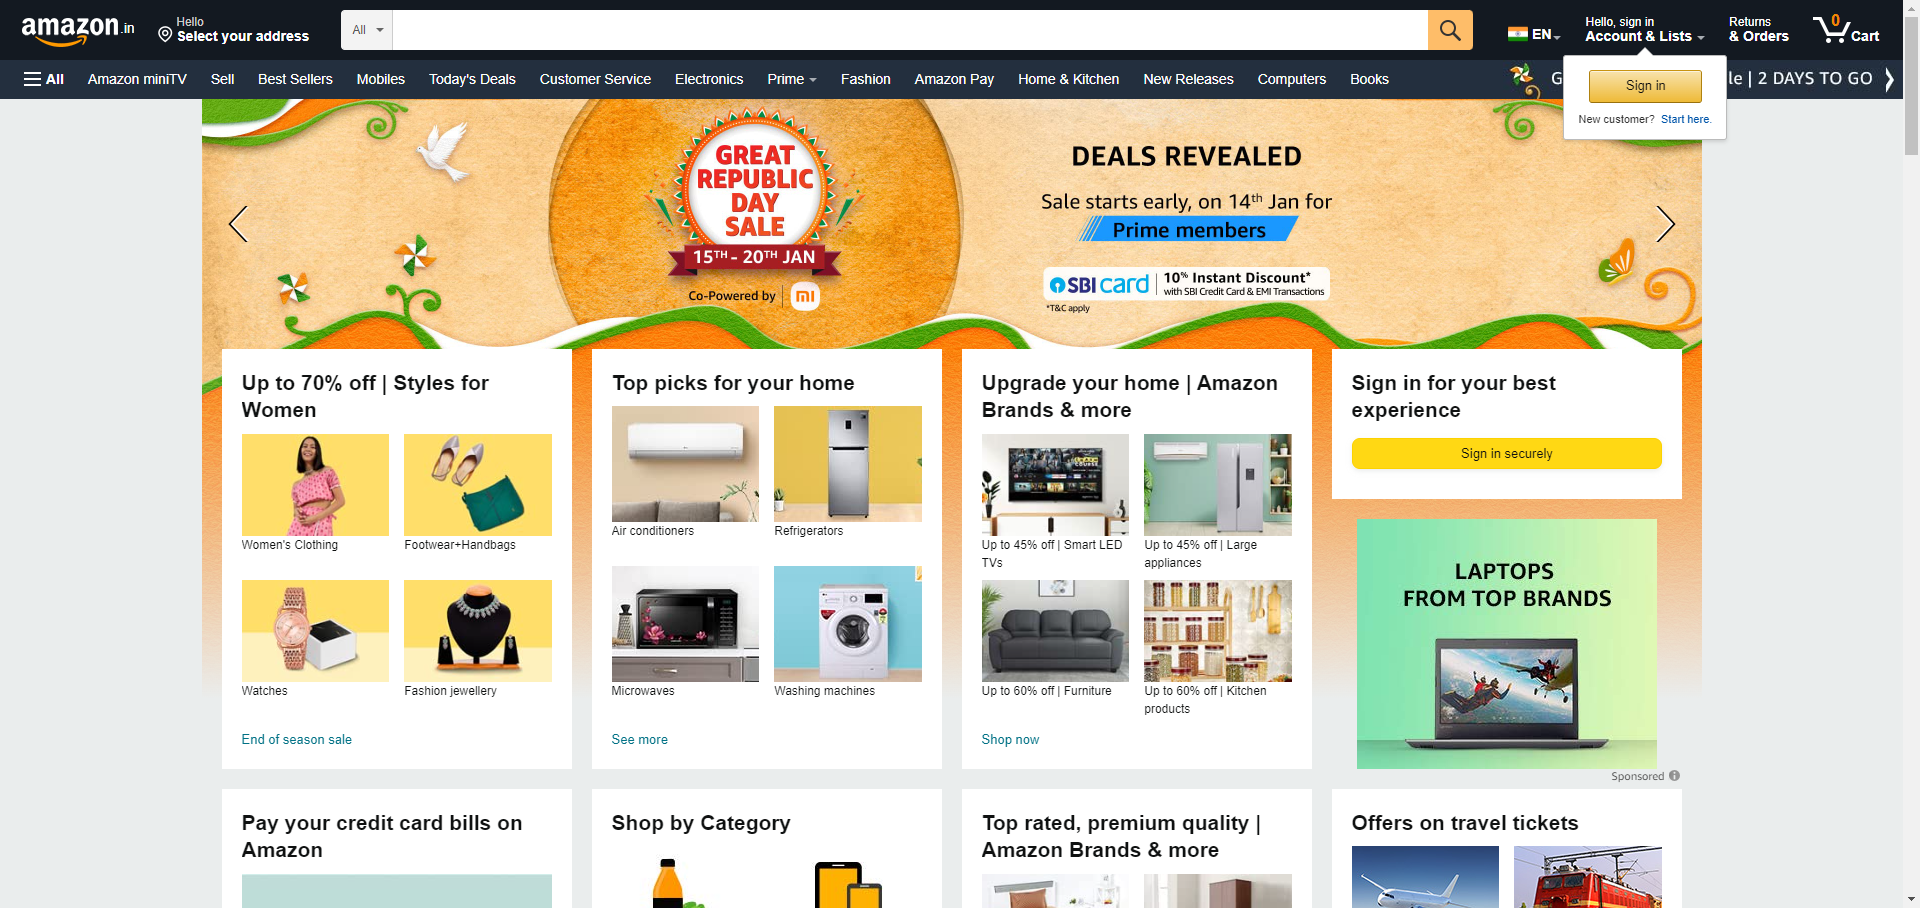 amazon.in
Hello
Select your address
All
EN
Hello, sign in
Account & Lists
Returns
& Orders
0
Cart
All
Amazon miniTV
Sell
Best Sellers
Mobiles
Today's Deals
Customer Service
Electronics
Prime
Fashion
Amazon Pay
Home & Kitchen
New Releases
Computers
Books
G
le | 2 DAYS TO GO
Sign in
New customer? Start here.
GREAT
REPUBLIC
DAY
SALE
15TH - 20TH JAN
Co-Powered by
mi
DEALS REVEALED
Sale starts early, on 14th Jan for
Prime members
SBI card
10% Instant Discount*
with SBI Credit Card & EMI Transactions
*T&C apply
Up to 70% off | Styles for
Women
Women's Clothing
Footwear+Handbags
Watches
Fashion jewellery
End of season sale
Top picks for your home
Air conditioners
Refrigerators
Microwaves
Washing machines
See more
Upgrade your home | Amazon
Brands & more
Up to 45% off | Smart LED
TVs
Up to 45% off | Large
appliances
Up to 60% off | Furniture
Up to 60% off | Kitchen
products
Shop now
Sign in for your best
experience
Sign in securely
LAPTOPS
FROM TOP BRANDS
Sponsored
Pay your credit card bills on
Amazon
Shop by Category
Top rated, premium quality |
Amazon Brands & more
Offers on travel tickets